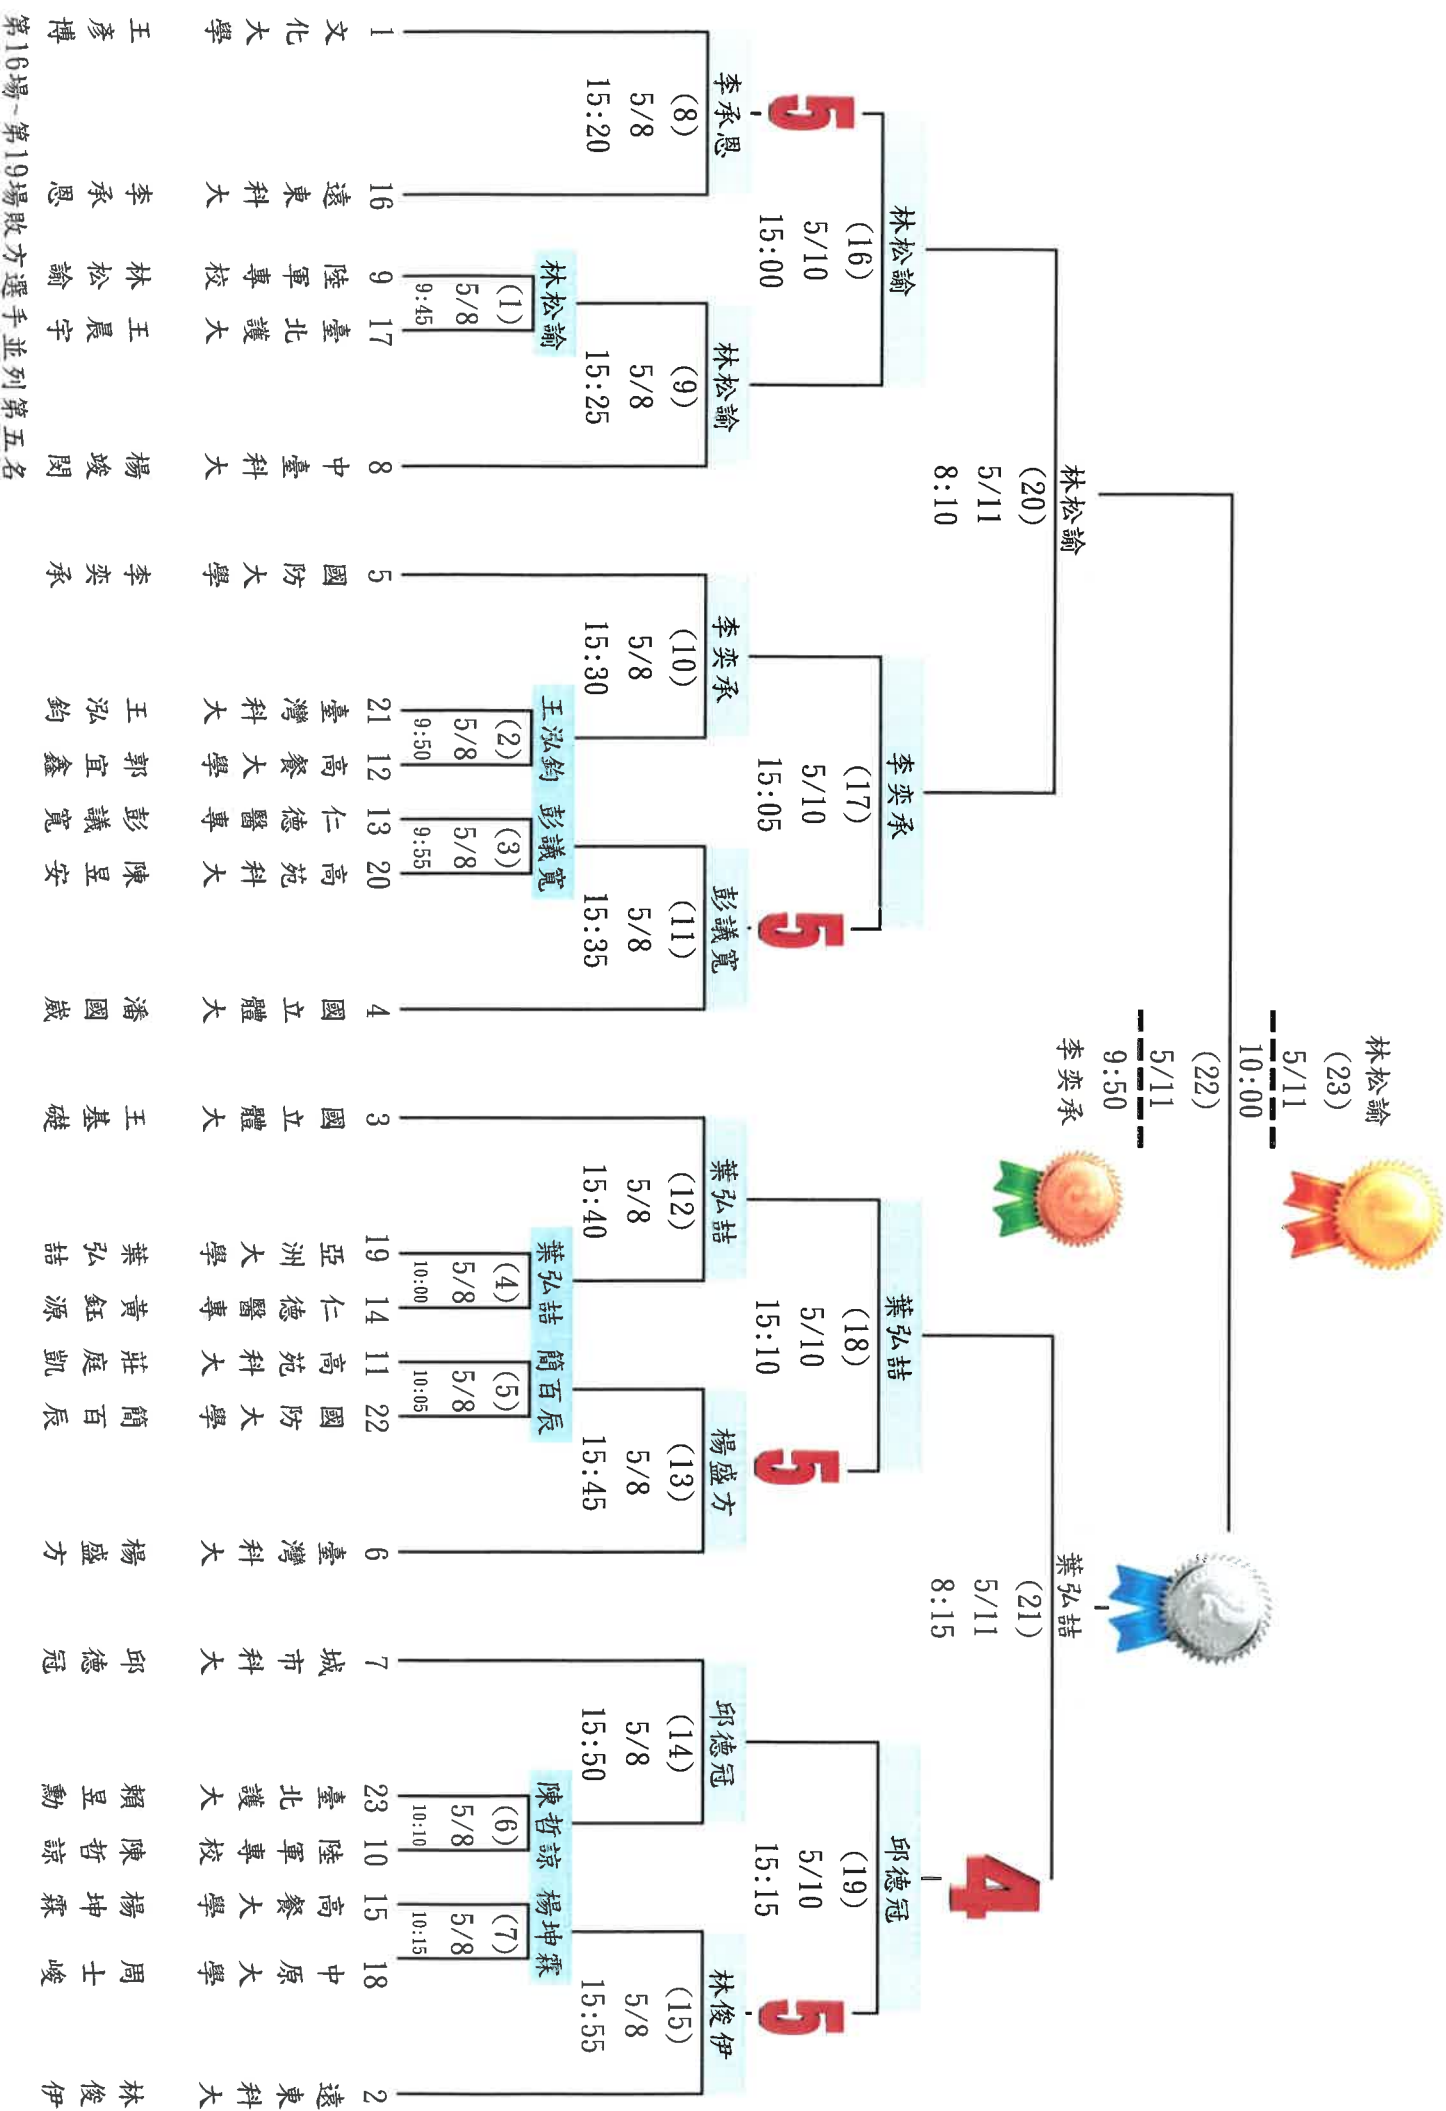 林松諭
(23)
5/11
10:00
(22)
5/11
9:50
李奕承
林松諭
(20)
5/11
8:10
葉弘喆
(21)
5/11
8:15
林松諭
(16)
5/10
15:00
李奕承
(17)
5/10
15:05
葉弘喆
(18)
5/10
15:10
邱德冠
(19)
5/10
15:15
4
5
5
5
5
李承恩
(8)
5/8
15:20
林松諭
(9)
5/8
15:25
李奕承
(10)
5/8
15:30
彭議寬
(11)
5/8
15:35
葉弘喆
(12)
5/8
15:40
楊盛方
(13)
5/8
15:45
邱德冠
(14)
5/8
15:50
林俊伊
(15)
5/8
15:55
林松諭
(1)
5/8
9:45
王泓鈞
(2)
5/8
9:50
彭議寬
(3)
5/8
9:55
葉弘喆
(4)
5/8
10:00
簡百辰
(5)
5/8
10:05
陳哲諒
(6)
5/8
10:10
楊坤霖
(7)
5/8
10:15
1 文化大學 王彥博
16 遠東科大 李承恩
9 陸軍專校 林松諭
17 臺北護大 王晨宇
8 中臺科大 楊竣閔
5 國防大學 李奕承
21 臺灣科大 王泓鈞
12 高餐大學 郭宜鑫
13 仁德醫專 彭議寬
20 高苑科大 陳昱安
4 國立體大 潘國崴
3 國立體大 王基礎
19 亞洲大學 葉弘喆
14 仁德醫專 黃鈺源
11 高苑科大 莊庭凱
22 國防大學 簡百辰
6 臺灣科大 楊盛方
7 城市科大 邱德冠
23 臺北護大 賴昱勳
10 陸軍專校 陳哲諒
15 高餐大學 楊坤霖
18 中原大學 周士峻
2 遠東科大 林俊伊
第16場~第19場敗方選手並列第五名